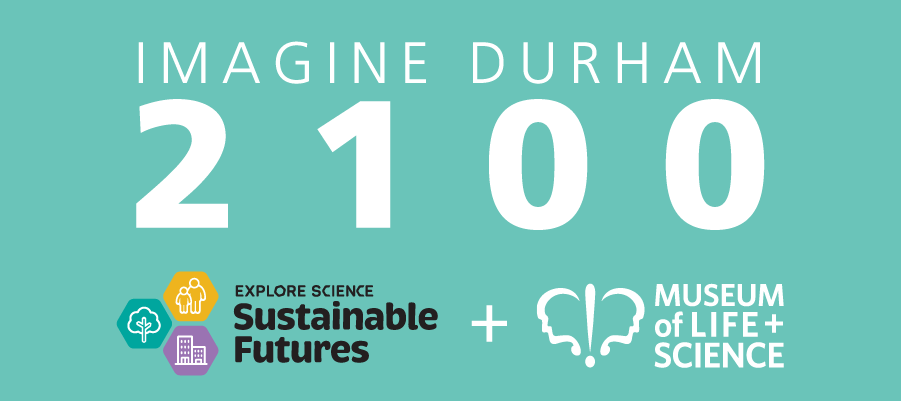 IMAGINE DURHAM
2100
EXPLORE SCIENCE
Sustainable
Futures
+
MUSEUM
of LIFE +
SCIENCE